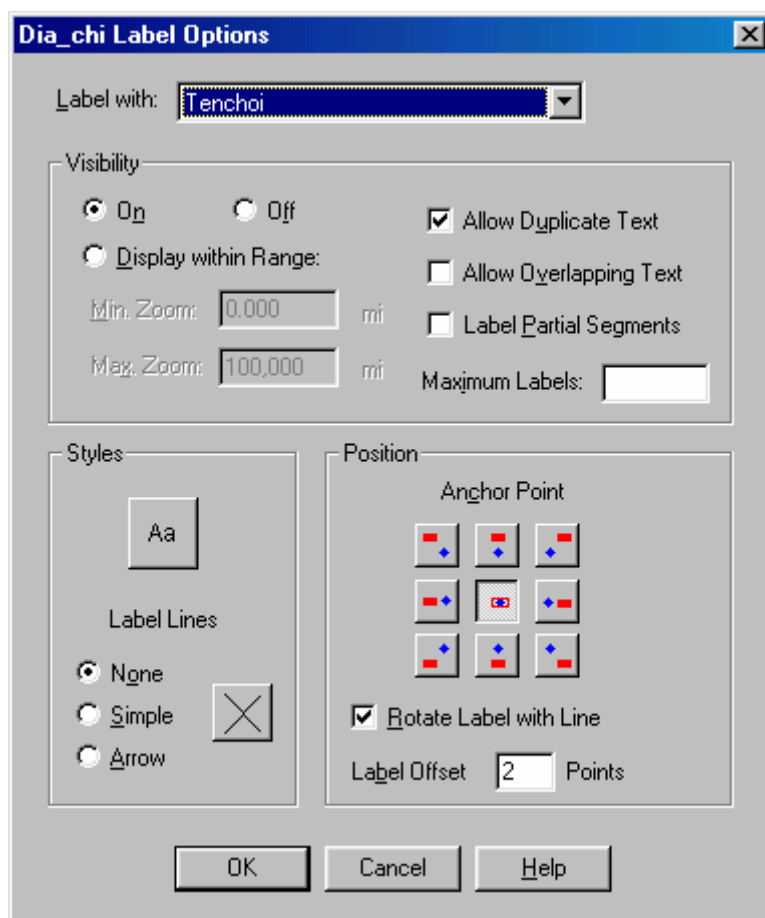 Dia_chi Label Options
Label with: Tenchoi
Visibility
On Off
Display within Range:
Min. Zoom: 0.000 mi
Max. Zoom: 100,000 mi
Allow Duplicate Text
Allow Overlapping Text
Label Partial Segments
Maximum Labels:
Styles
Aa
Label Lines
None
Simple
Arrow
Position
Anchor Point
Rotate Label with Line
Label Offset 2 Points
OK Cancel Help